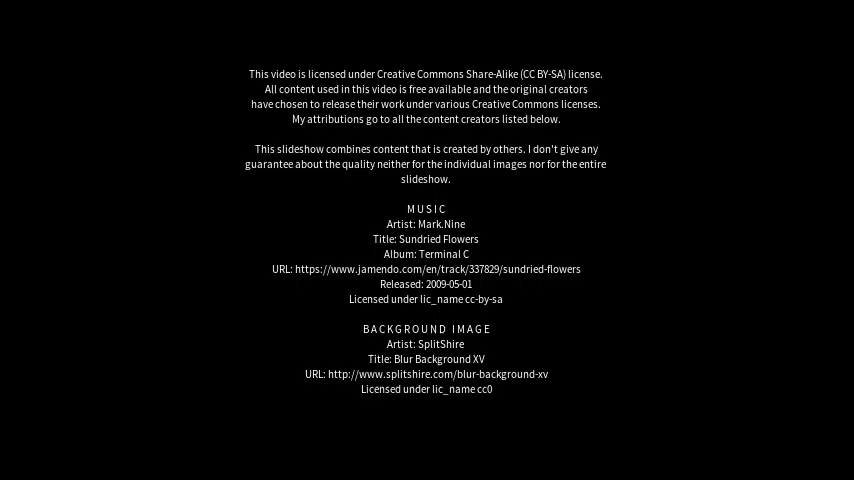 This video is licensed under Creative Commons Share-Alike (CC BY-SA) license.
All content used in this video is free available and the original creators
have chosen to release their work under various Creative Commons licenses.
My attributions go to all the content creators listed below.
This slideshow combines content that is created by others. I don't give any
guarantee about the quality neither for the individual images nor for the entire
slideshow.
MUSIC
Artist: Mark.Nine
Title: Sundried Flowers
Album: Terminal C
URL: https://www.jamendo.com/en/track/337829/sundried-flowers
Released: 2009-05-01
Licensed under lic_name cc-by-sa
BACKGROUND IMAGE
Artist: SplitShire
Title: Blur Background XV
URL: http://www.splitshire.com/blur-background-xv
Licensed under lic_name cc0